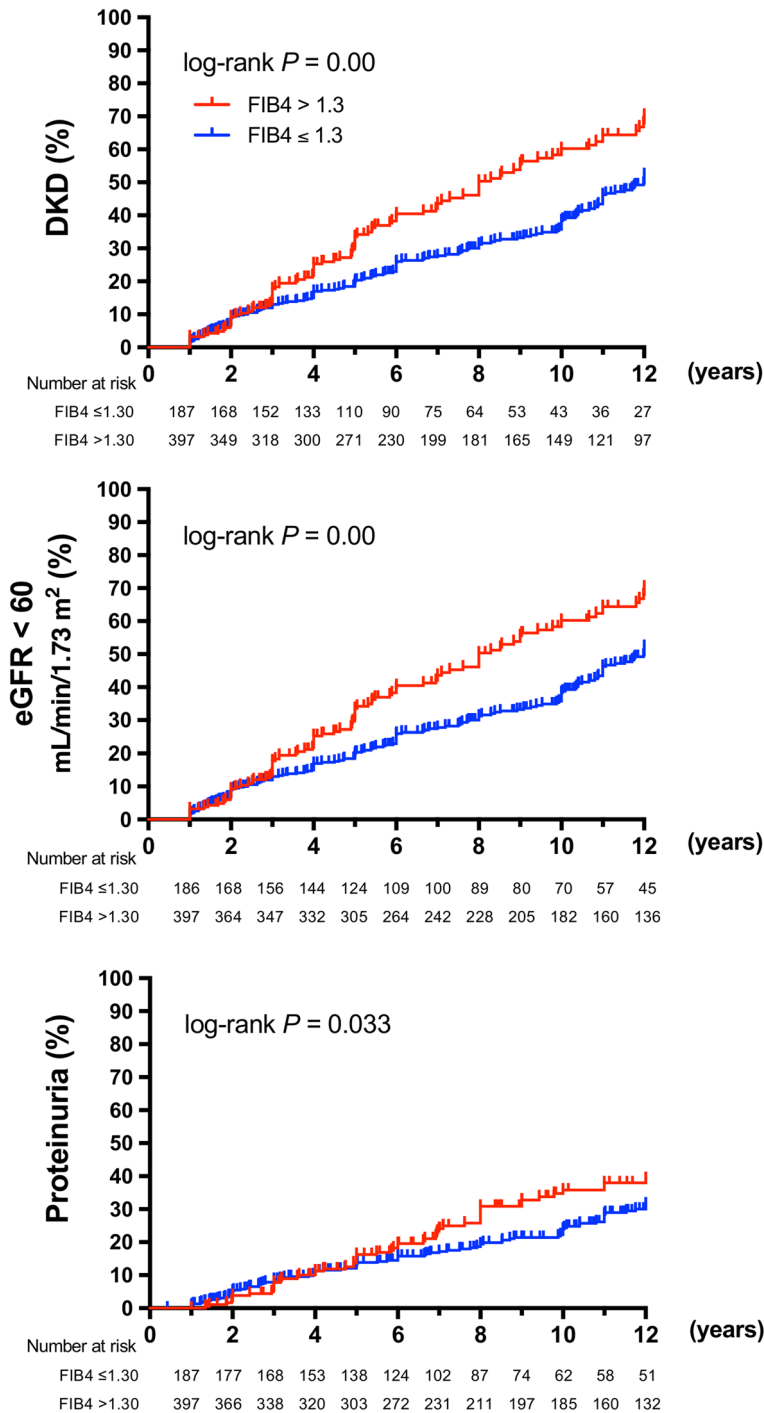 100
90
80
70
60
50
40
30
20
10
0
DKD (%)
log-rank P = 0.00
FIB4 > 1.3
FIB4 ≤ 1.3
0 2 4 6 8 10 12 (years)
Number at risk
FIB4 ≤1.30 187 168 152 133 110 90 75 64 53 43 36 27
FIB4 >1.30 397 349 318 300 271 230 199 181 165 149 121 97
100
90
80
70
60
50
40
30
20
10
0
eGFR < 60
mL/min/1.73 m² (%)
log-rank P = 0.00
0 2 4 6 8 10 12 (years)
Number at risk
FIB4 ≤1.30 186 168 156 144 124 109 100 89 80 70 57 45
FIB4 >1.30 397 364 347 332 305 264 242 228 205 182 160 136
100
90
80
70
60
50
40
30
20
10
0
Proteinuria (%)
log-rank P = 0.033
0 2 4 6 8 10 12 (years)
Number at risk
FIB4 ≤1.30 187 177 168 153 138 124 102 87 74 62 58 51
FIB4 >1.30 397 366 338 320 303 272 231 211 197 185 160 132